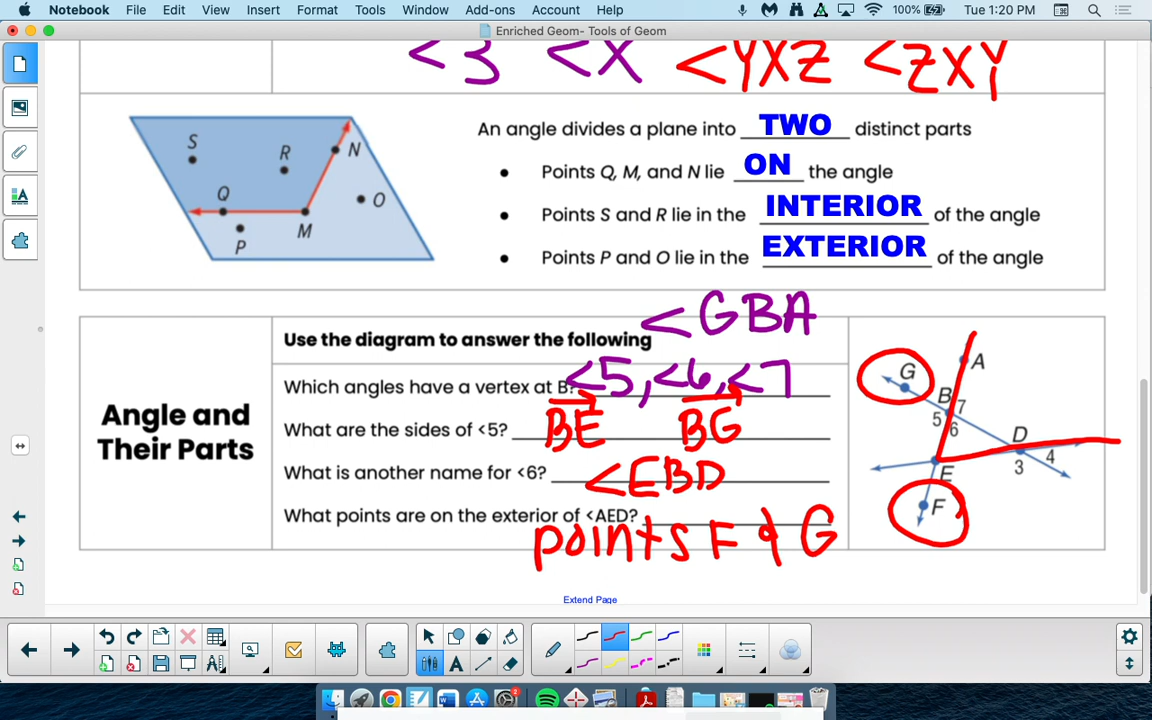 Notebook File Edit View Insert Format Tools Window Add-ons Account Help 100% Tue 1:20 PM
Enriched Geom- Tools of Geom
<3 <X <YXZ <ZXY
An angle divides a plane into TWO distinct parts
• Points Q, M, and N lie ON the angle
• Points S and R lie in the INTERIOR of the angle
• Points P and O lie in the EXTERIOR of the angle
S
R
N
Q
O
M
P
<GBA
Angle and Their Parts
Use the diagram to answer the following
Which angles have a vertex at B? <5, <6, <7
What are the sides of <5? BE BG
What is another name for <6? <EBD
What points are on the exterior of <AED? points F & G
A
G
B
7
5
6
D
4
3
E
F
Extend Page